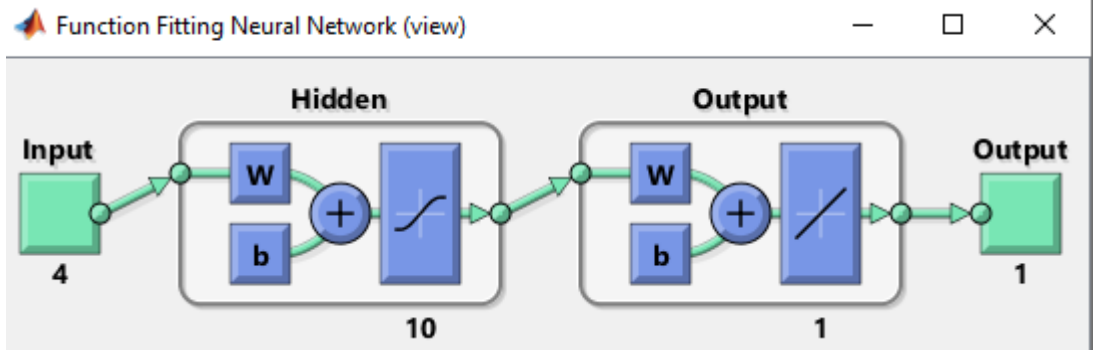 Function Fitting Neural Network (view)
Hidden
Output
Input
Output
W
W
+
+
b
b
4
1
10
1